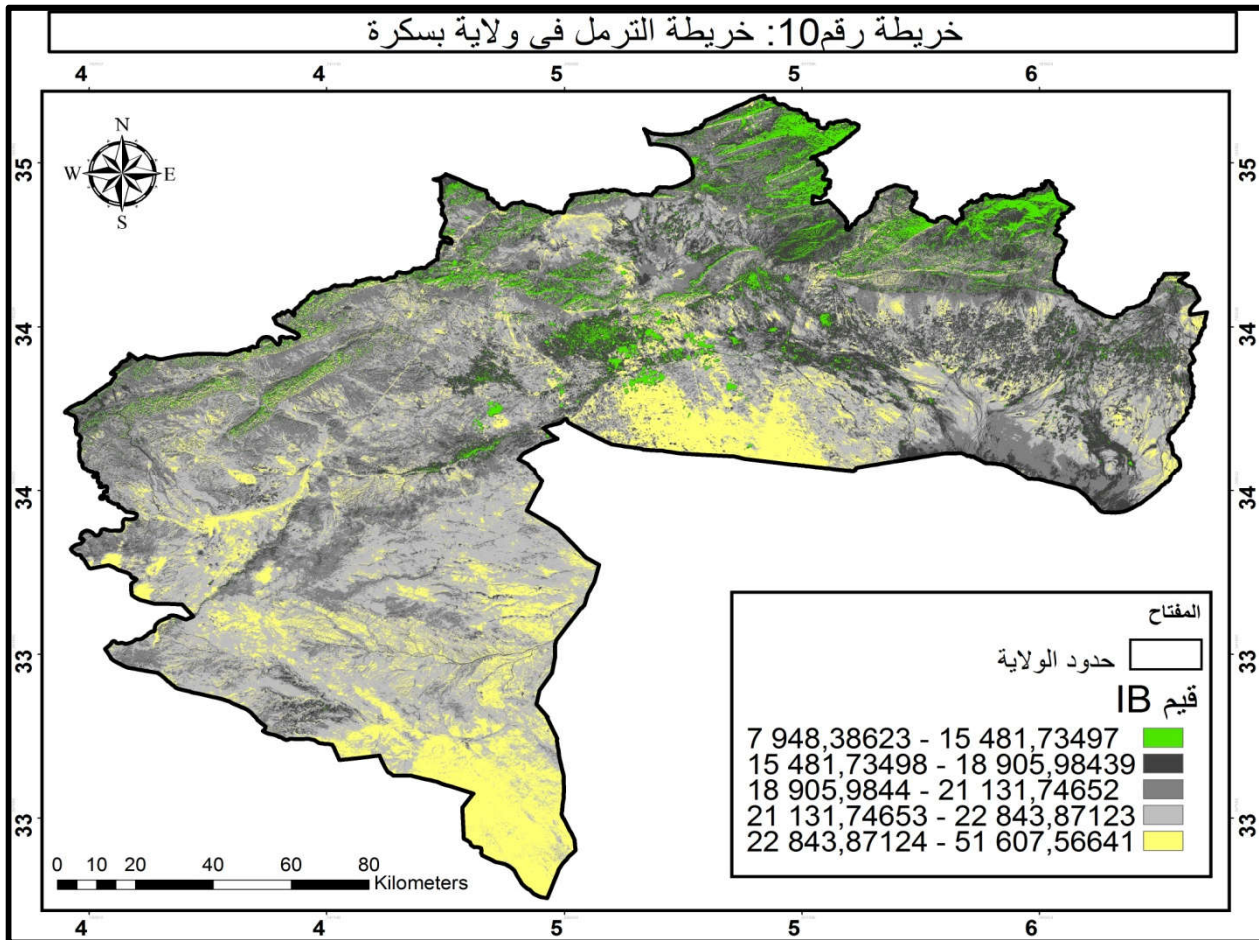 خريطة رقم10: خريطة الترمل في ولاية بسكرة
4 4 5 5 6
N
W E
S
35 35
34 34
34 34
33 33
33 33
المفتاح
حدود الولاية
قيم IB
7 948,38623 - 15 481,73497
15 481,73498 - 18 905,98439
18 905,9844 - 21 131,74652
21 131,74653 - 22 843,87123
22 843,87124 - 51 607,56641
0 10 20 40 60 80
Kilometers
4 4 5 5 6